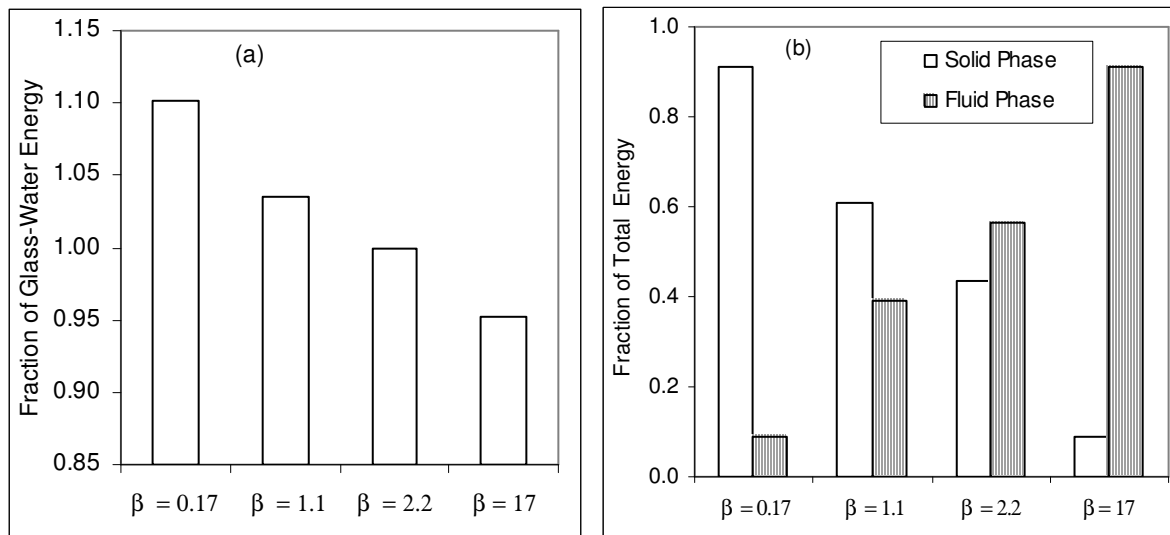 (a)
Fraction of Glass-Water Energy
1.15
1.10
1.05
1.00
0.95
0.90
0.85
β = 0.17
β = 1.1
β = 2.2
β = 17
(b)
Solid Phase
Fluid Phase
Fraction of Total Energy
1.0
0.8
0.6
0.4
0.2
0.0
β = 0.17
β = 1.1
β = 2.2
β = 17